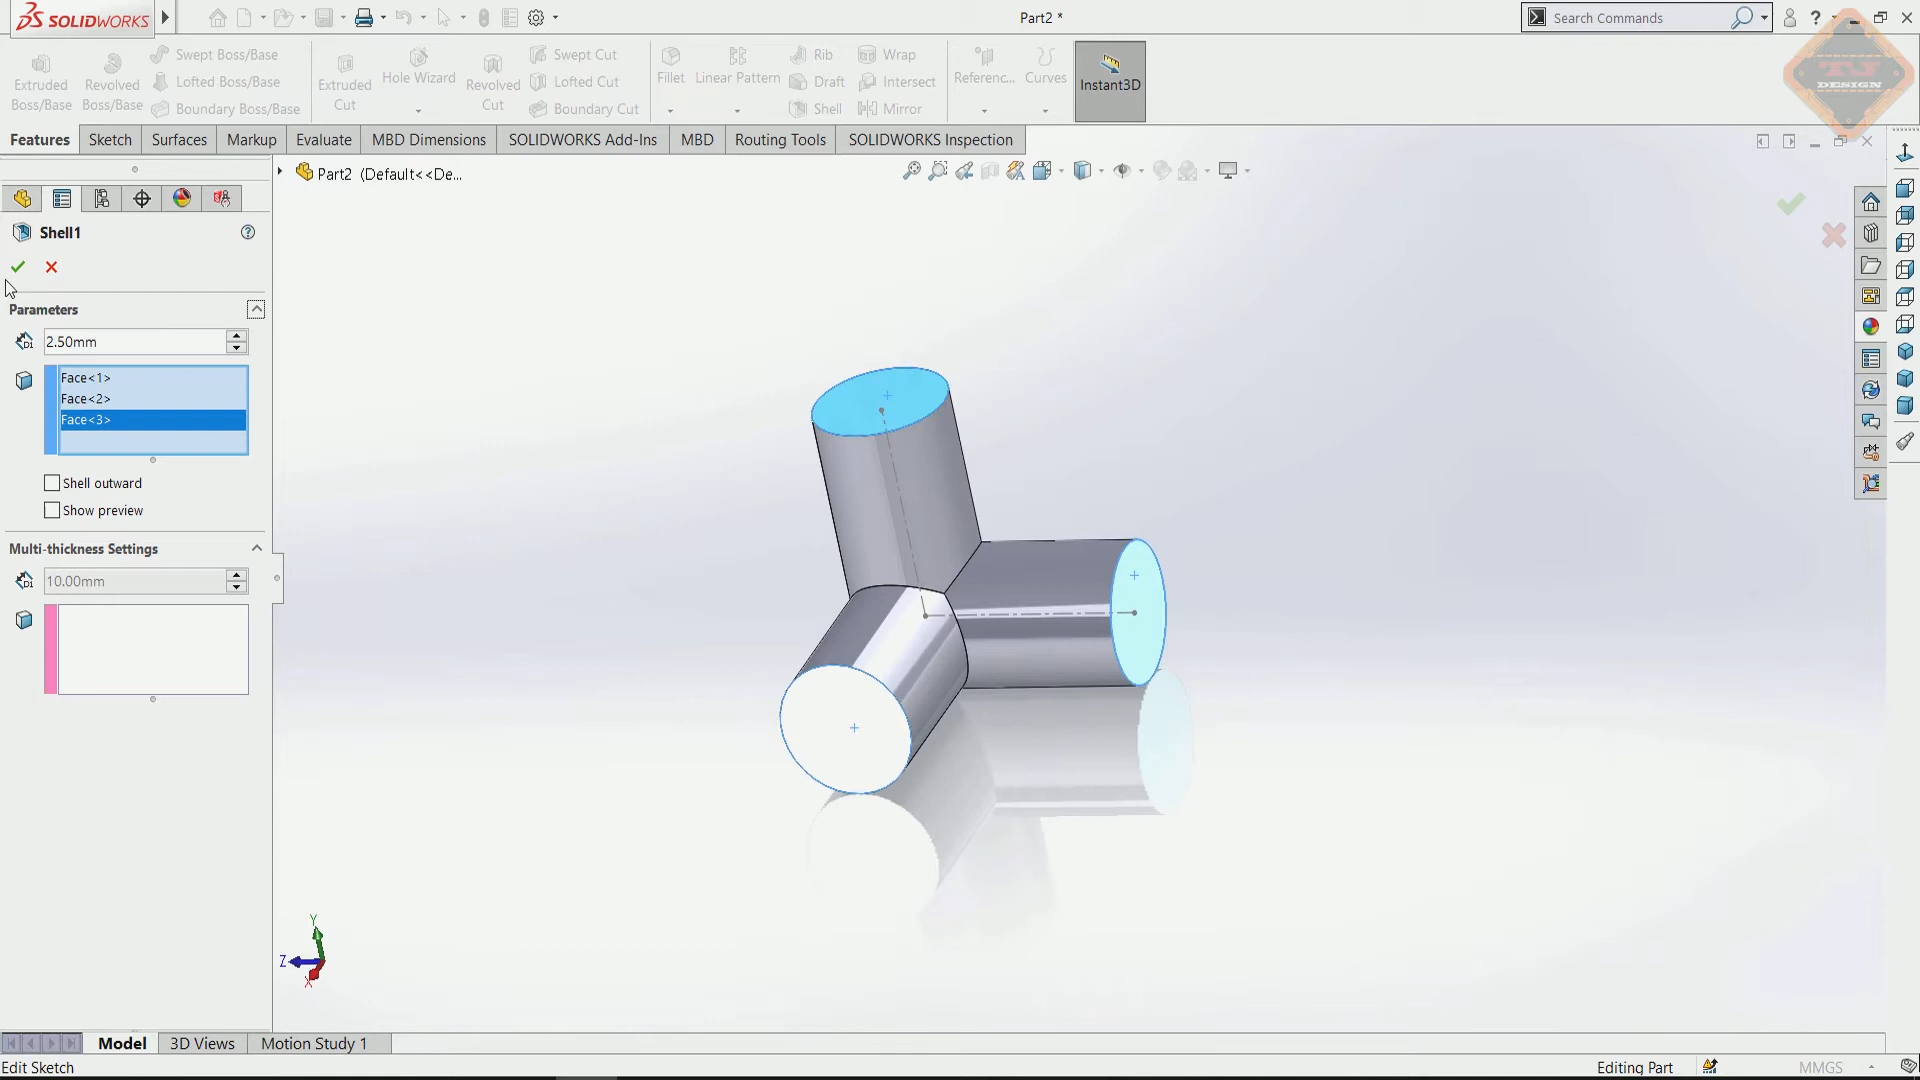 SOLIDWORKS
Part2 *
Search Commands
?
TJ
DESIGN
Extruded Boss/Base
Revolved Boss/Base
Swept Boss/Base
Lofted Boss/Base
Boundary Boss/Base
Extruded Cut
Hole Wizard
Revolved Cut
Swept Cut
Lofted Cut
Boundary Cut
Fillet
Linear Pattern
Rib
Draft
Shell
Wrap
Intersect
Mirror
Referenc...
Curves
Instant3D
Features
Sketch
Surfaces
Markup
Evaluate
MBD Dimensions
SOLIDWORKS Add-Ins
MBD
Routing Tools
SOLIDWORKS Inspection
Part2 (Default<<De...
Shell1
Parameters
2.50mm
Face<1>
Face<2>
Face<3>
Shell outward
Show preview
Multi-thickness Settings
10.00mm
Y
Z
X
Model
3D Views
Motion Study 1
Edit Sketch
Editing Part
MMGS